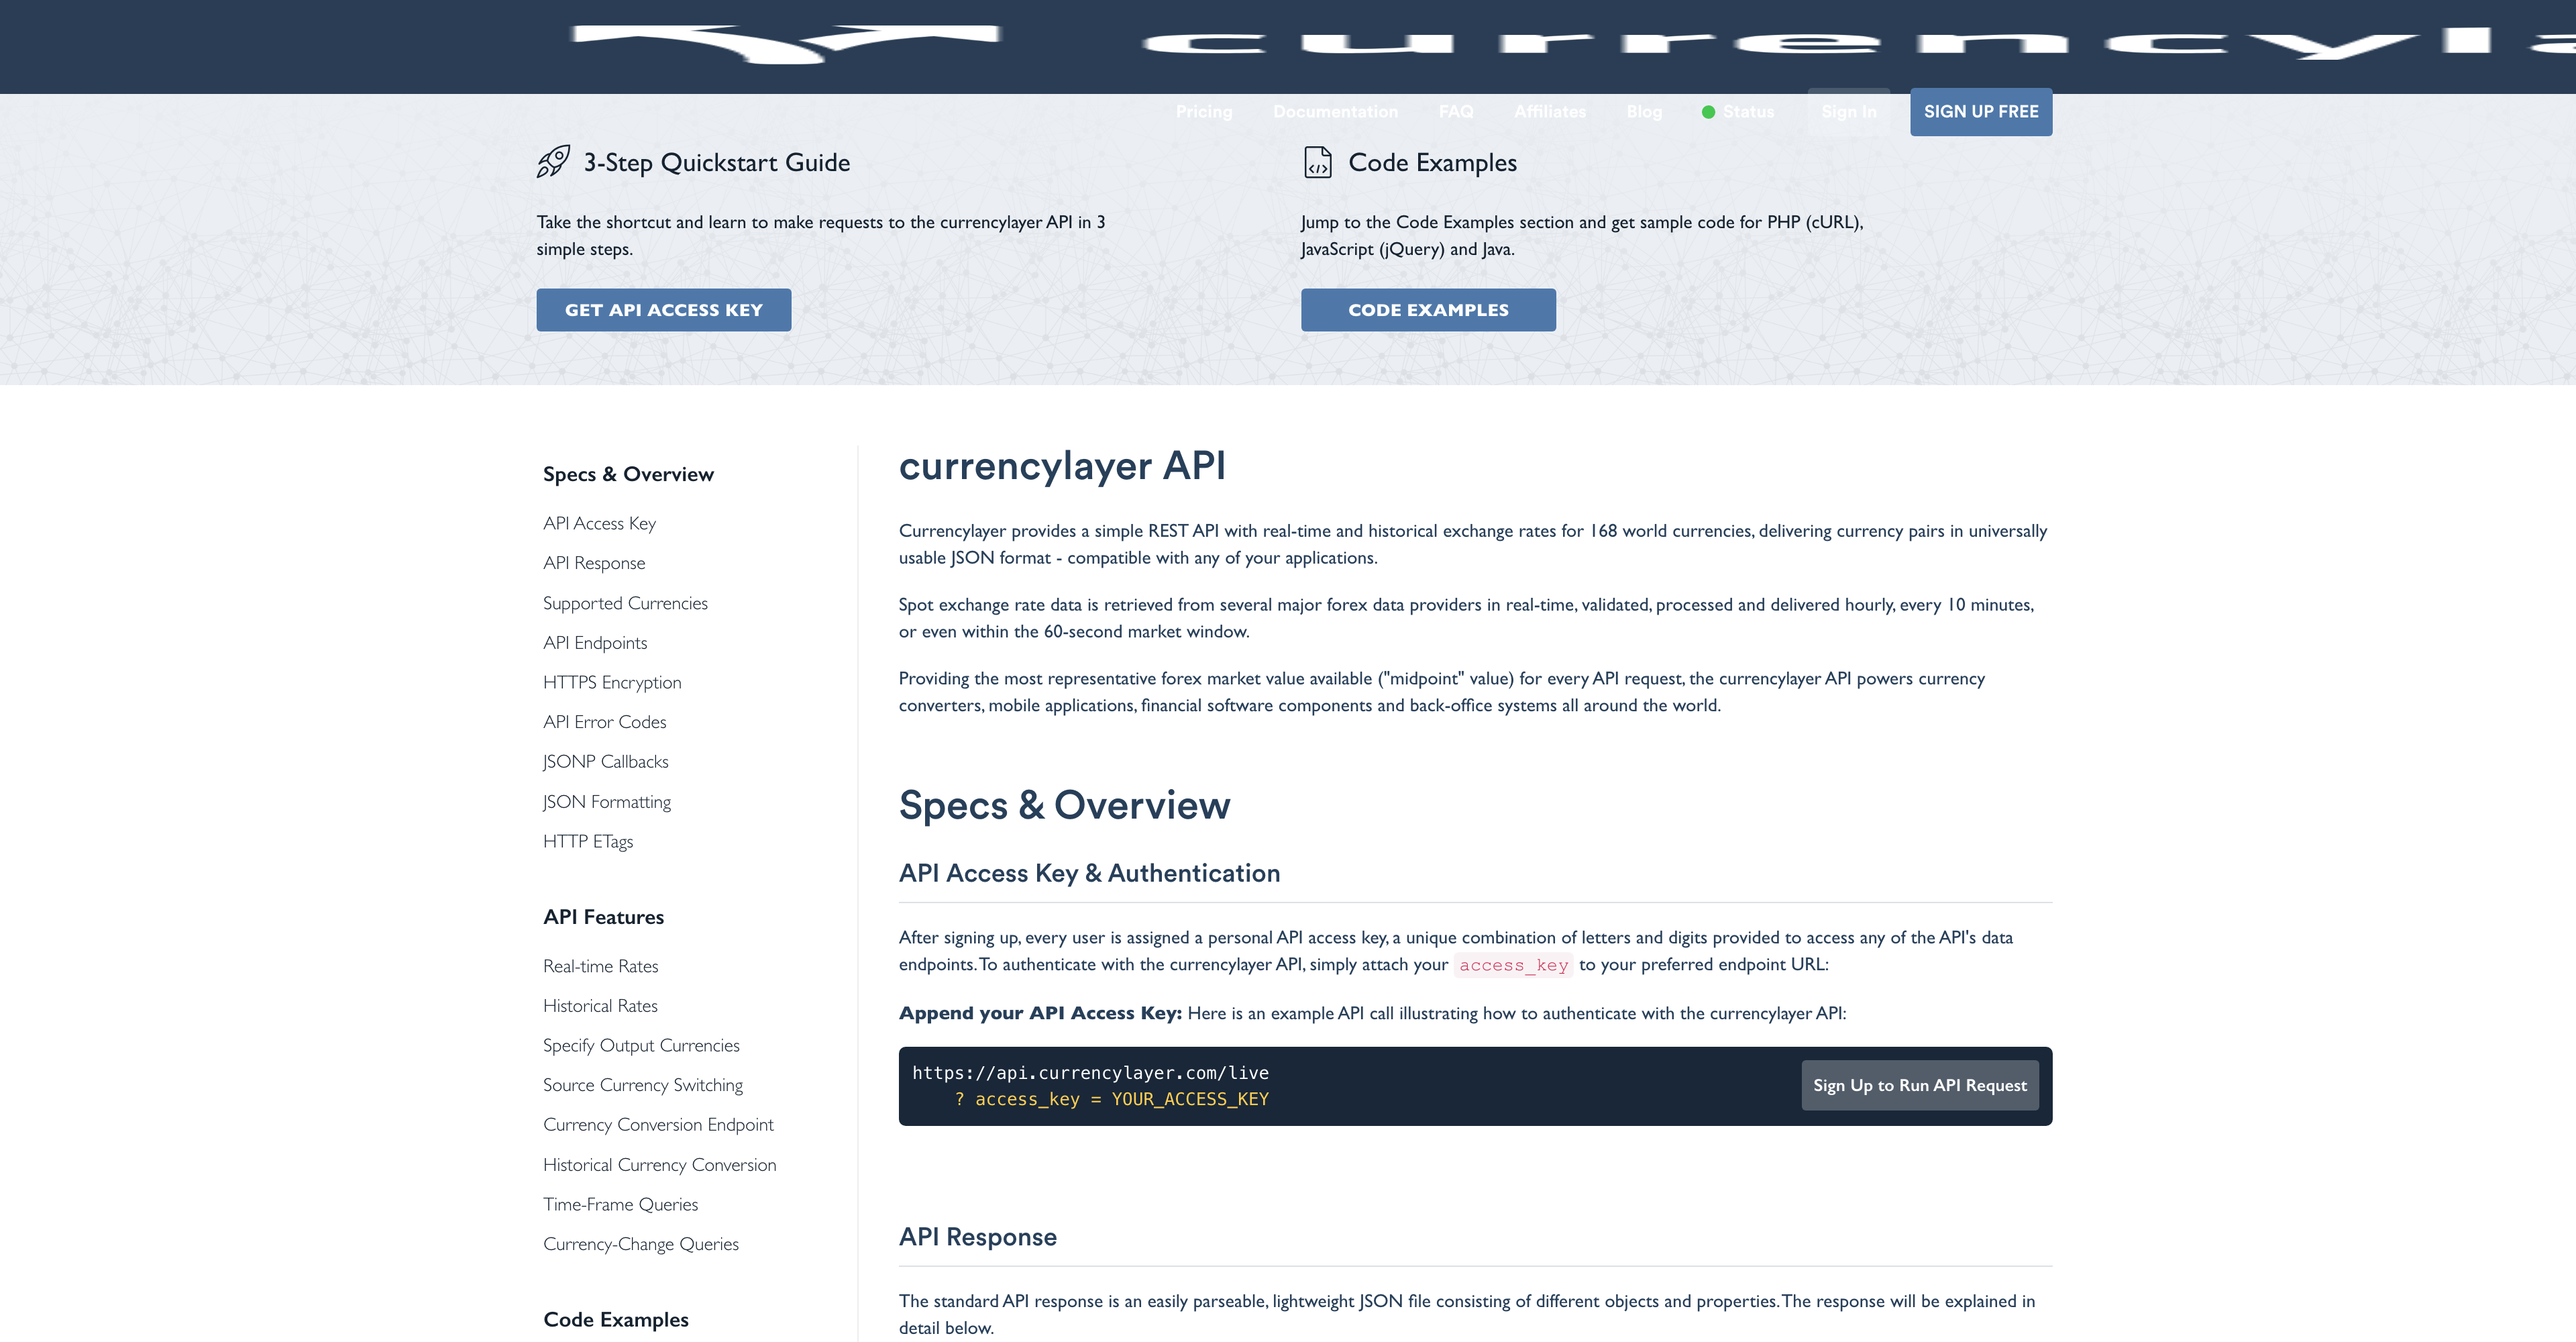 currencyla
Pricing Documentation FAQ Affiliates Blog Status Sign In SIGN UP FREE
3-Step Quickstart Guide
Take the shortcut and learn to make requests to the currencylayer API in 3
simple steps.
GET API ACCESS KEY
Code Examples
Jump to the Code Examples section and get sample code for PHP (cURL),
JavaScript (jQuery) and Java.
CODE EXAMPLES
Specs & Overview
API Access Key
API Response
Supported Currencies
API Endpoints
HTTPS Encryption
API Error Codes
JSONP Callbacks
JSON Formatting
HTTP ETags
API Features
Real-time Rates
Historical Rates
Specify Output Currencies
Source Currency Switching
Currency Conversion Endpoint
Historical Currency Conversion
Time-Frame Queries
Currency-Change Queries
Code Examples
currencylayer API
Currencylayer provides a simple REST API with real-time and historical exchange rates for 168 world currencies, delivering currency pairs in universally
usable JSON format - compatible with any of your applications.
Spot exchange rate data is retrieved from several major forex data providers in real-time, validated, processed and delivered hourly, every 10 minutes,
or even within the 60-second market window.
Providing the most representative forex market value available ("midpoint" value) for every API request, the currencylayer API powers currency
converters, mobile applications, financial software components and back-office systems all around the world.
Specs & Overview
API Access Key & Authentication
After signing up, every user is assigned a personal API access key, a unique combination of letters and digits provided to access any of the API's data
endpoints. To authenticate with the currencylayer API, simply attach your access_key to your preferred endpoint URL:
Append your API Access Key: Here is an example API call illustrating how to authenticate with the currencylayer API:
https://api.currencylayer.com/live
? access_key = YOUR_ACCESS_KEY
Sign Up to Run API Request
API Response
The standard API response is an easily parseable, lightweight JSON file consisting of different objects and properties. The response will be explained in
detail below.